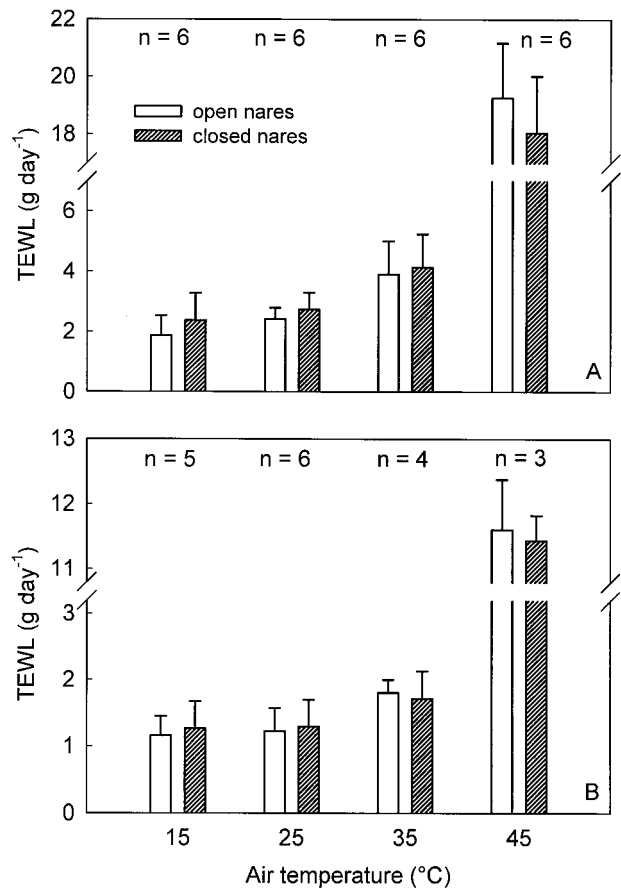 22
n = 6 n = 6 n = 6 n = 6
20
open nares
closed nares
18
TEWL (g day⁻¹)
6
4
2
0
A
13
n = 5 n = 6 n = 4 n = 3
12
11
TEWL (g day⁻¹)
3
2
1
0
B
15 25 35 45
Air temperature (°C)